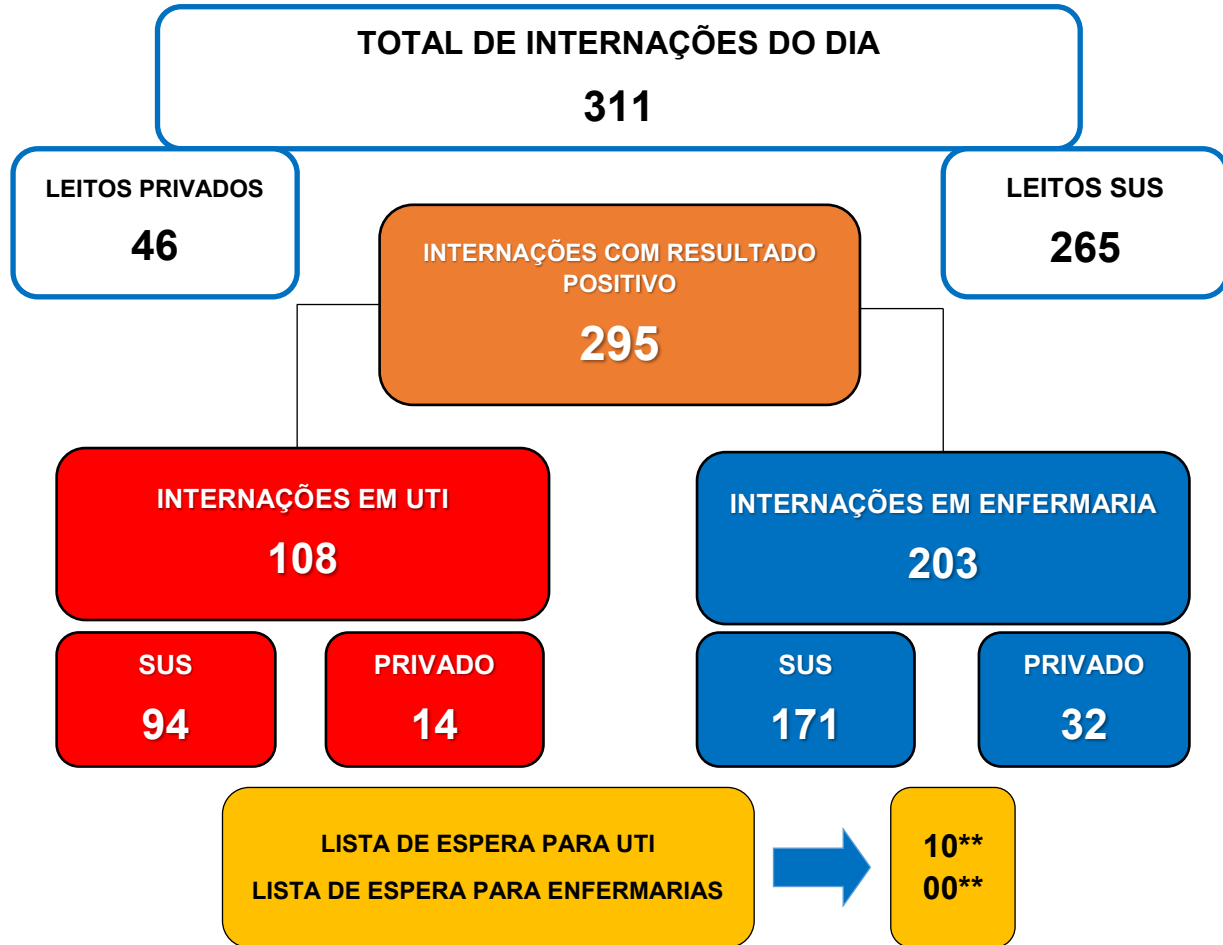 TOTAL DE INTERNAÇÕES DO DIA
311
LEITOS PRIVADOS
46
LEITOS SUS
265
INTERNAÇÕES COM RESULTADO
POSITIVO
295
INTERNAÇÕES EM UTI
108
INTERNAÇÕES EM ENFERMARIA
203
SUS
94
PRIVADO
14
SUS
171
PRIVADO
32
LISTA DE ESPERA PARA UTI
LISTA DE ESPERA PARA ENFERMARIAS
10**
00**